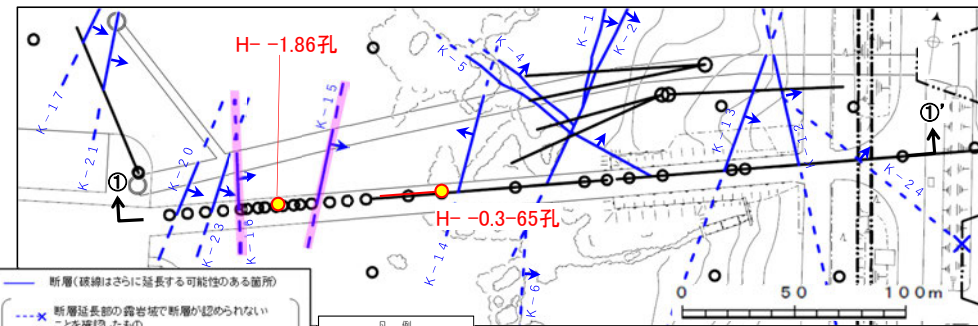 H- -1.86孔
H- -0.3-65孔
K-17
K-21
K-20
K-23
K-16
K-15
K-14
K-5
K-4
K-1
K-2
K-6
K-13
K-12
K-24
①
①’
0 50 100m
断層(破線はさらに延長する可能性のある箇所)
断層延長部の露岩域で断層が認められない
ことを確認したもの
凡 例